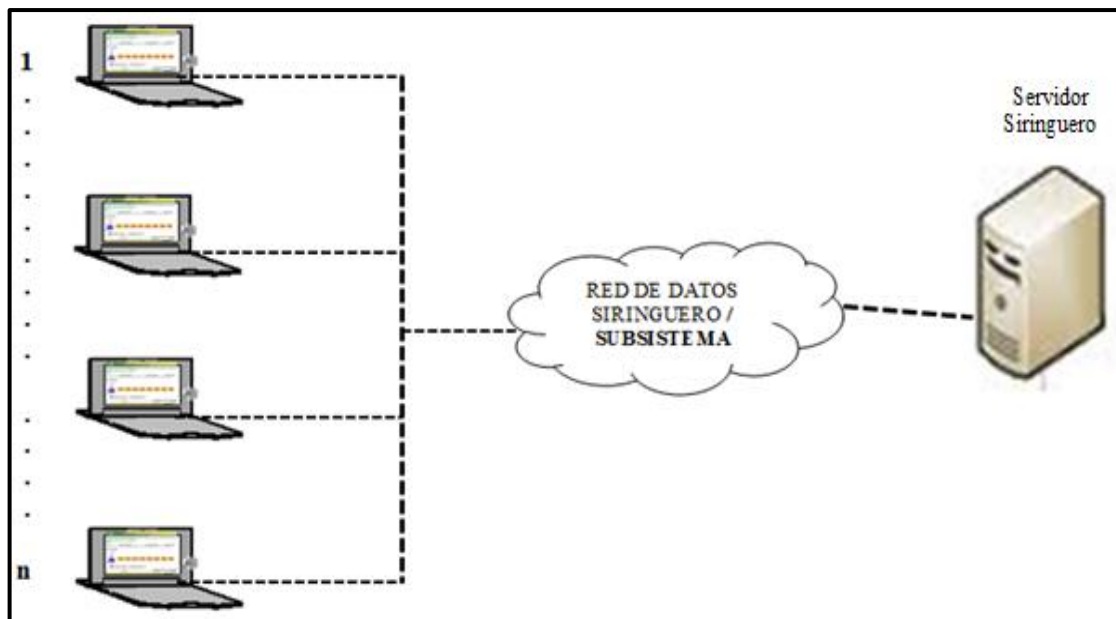 1
Servidor
Siringuero
RED DE DATOS
SIRINGUERO /
SUBSISTEMA
n